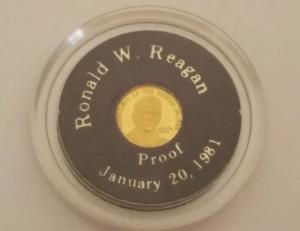 Ronald W. Reagan
Proof
January 20, 1981